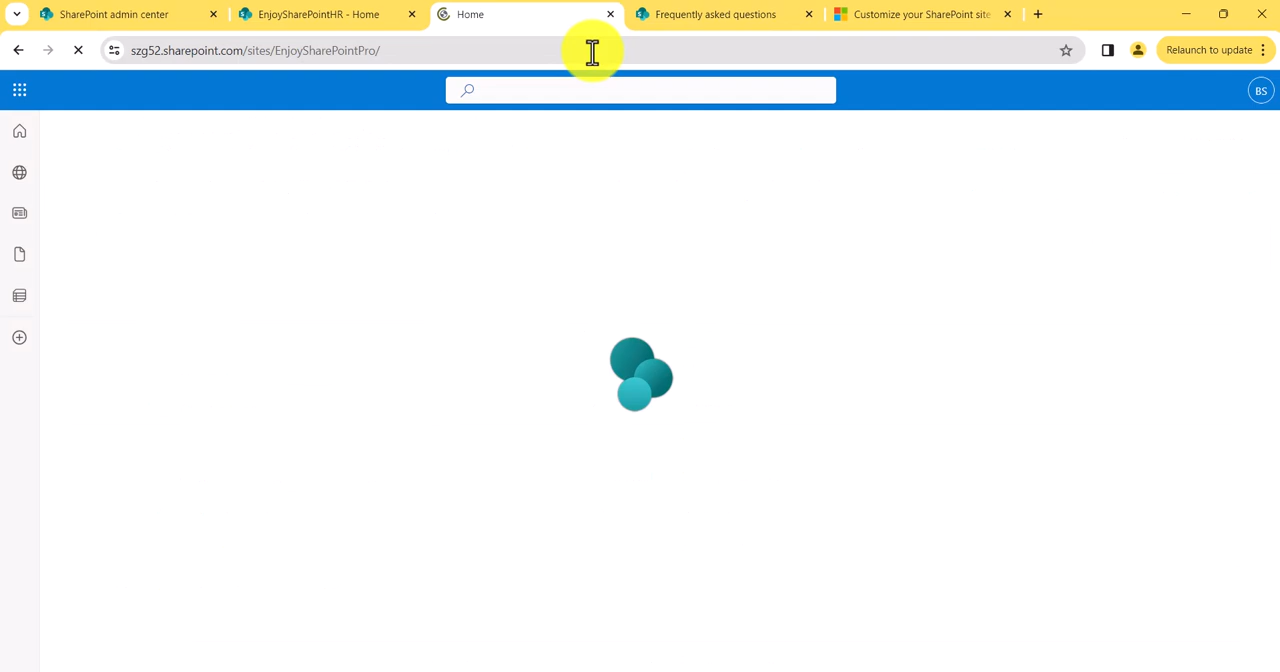 SharePoint admin center
EnjoySharePointHR - Home
Home
Frequently asked questions
Customize your SharePoint site
szg52.sharepoint.com/sites/EnjoySharePointPro/
Relaunch to update
BS